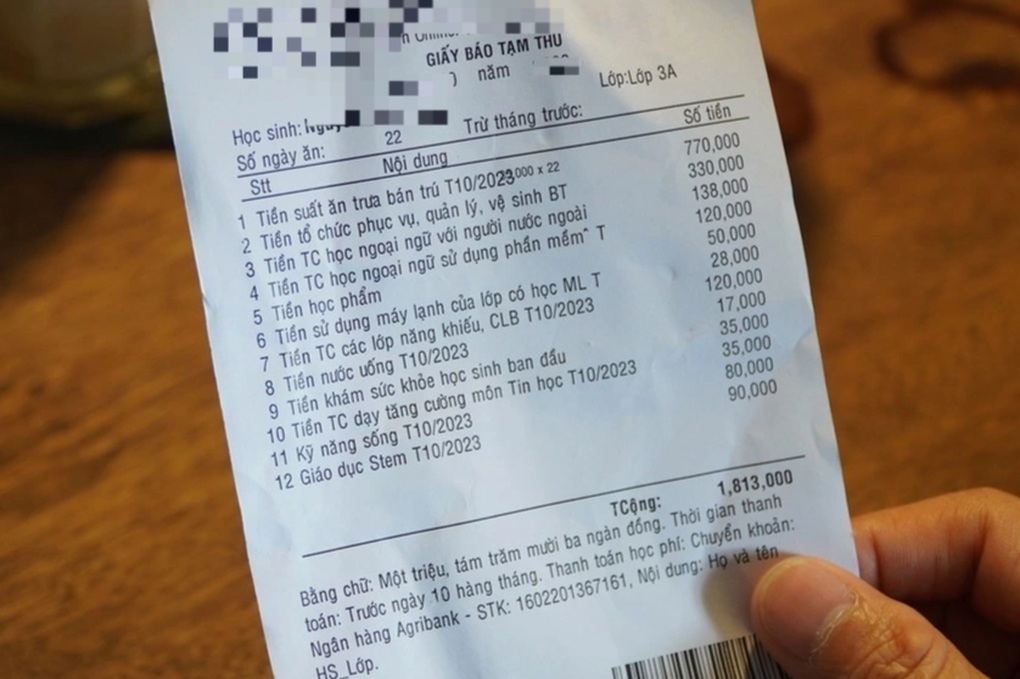 GIẤY BÁO TẠM THU
) năm
Lớp:Lớp 3A
Học sinh:
Số ngày ăn: 22 Trừ tháng trước:
Stt Nội dung Số tiền
1 Tiền suất ăn trưa bán trú T10/2023 000 x 22 770,000
2 Tiền tổ chức phục vụ, quản lý, vệ sinh BT 330,000
3 Tiền TC học ngoại ngữ với người nước ngoài 138,000
4 Tiền TC học ngoại ngữ sử dụng phần mềm T 120,000
5 Tiền học phẩm 50,000
6 Tiền sử dụng máy lạnh của lớp có học ML T 28,000
7 Tiền TC các lớp năng khiếu, CLB T10/2023 120,000
8 Tiền nước uống T10/2023 17,000
9 Tiền khám sức khỏe học sinh ban đầu 35,000
10 Tiền TC dạy tăng cường môn Tin học T10/2023 35,000
11 Kỹ năng sống T10/2023 80,000
12 Giáo dục Stem T10/2023 90,000
TCộng: 1,813,000
Bằng chữ: Một triệu, tám trăm mười ba ngàn đồng. Thời gian thanh
toán: Trước ngày 10 hàng tháng. Thanh toán học phí: Chuyển khoản:
Ngân hàng Agribank - STK: 1602201367161, Nội dung: Họ và tên
HS_Lớp.